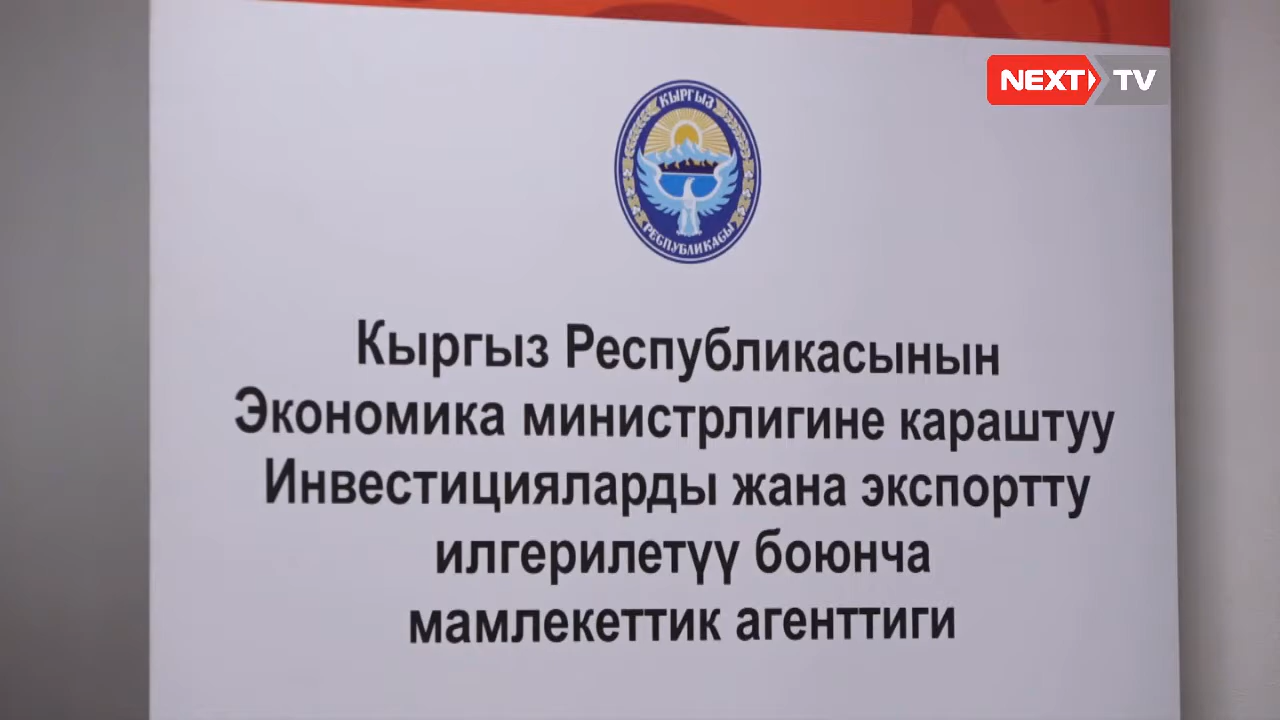 NEXT TV
КЫРГЫЗ
РЕСПУБЛИКАСЫ
Кыргыз Республикасынын
Экономика министрлигине караштуу
Инвестицияларды жана экспортту
илгерилетүү боюнча
мамлекеттик агенттиги